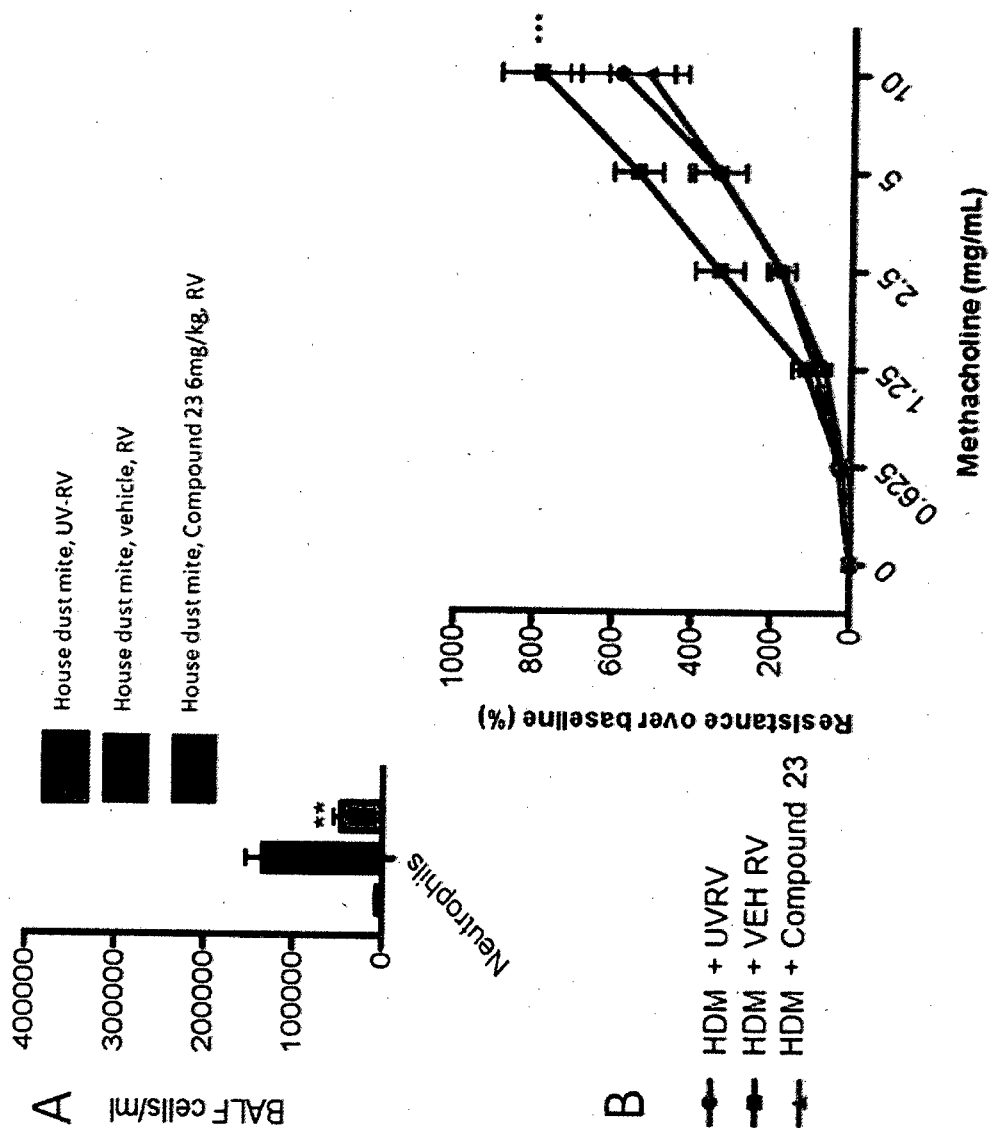 A
BALF cells/ml
400000
300000
200000
100000
0
Neutrophils
**
House dust mite, UV-RV
House dust mite, vehicle, RV
House dust mite, Compound 23 6mg/kg, RV
B
HDM + UVRV
HDM + VEH RV
HDM + Compound 23
Resistance over baseline (%)
1000
800
600
400
200
0
***
0
0.625
1.25
2.5
5
10
Methacholine (mg/mL)